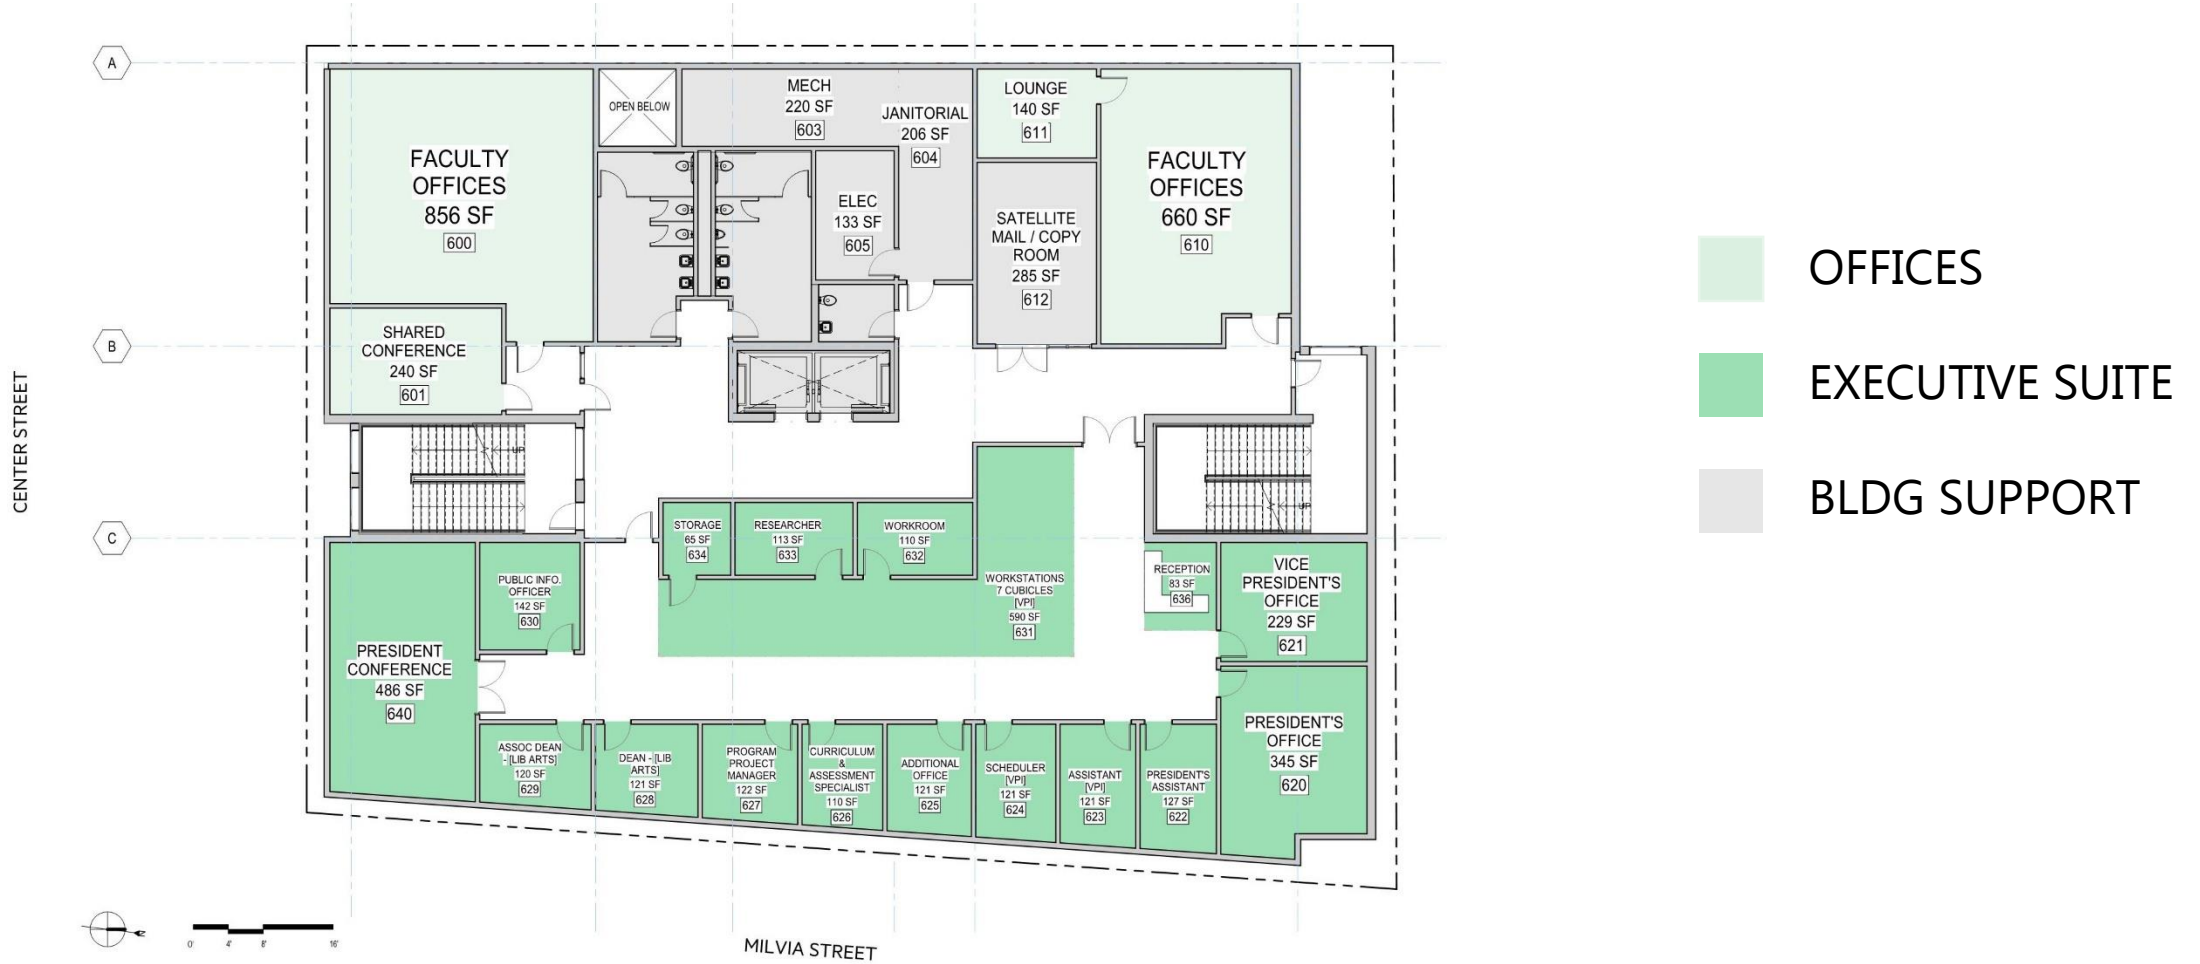 A
B
C
CENTER STREET
MILVIA STREET
FACULTY
OFFICES
856 SF
600
SHARED
CONFERENCE
240 SF
601
OPEN BELOW
MECH
220 SF
603
JANITORIAL
206 SF
604
ELEC
133 SF
605
LOUNGE
140 SF
611
SATELLITE
MAIL / COPY
ROOM
285 SF
612
FACULTY
OFFICES
660 SF
610
UP
UP
STORAGE
65 SF
634
RESEARCHER
113 SF
633
WORKROOM
110 SF
632
WORKSTATIONS
7 CUBICLES
[VPI]
590 SF
631
RECEPTION
83 SF
636
VICE
PRESIDENT'S
OFFICE
229 SF
621
PUBLIC INFO.
OFFICER
142 SF
630
PRESIDENT
CONFERENCE
486 SF
640
ASSOC DEAN
- [LIB ARTS]
120 SF
629
DEAN - [LIB
ARTS]
121 SF
628
PROGRAM
PROJECT
MANAGER
122 SF
627
CURRICULUM
&
ASSESSMENT
SPECIALIST
110 SF
626
ADDITIONAL
OFFICE
121 SF
625
SCHEDULER
[VPI]
121 SF
624
ASSISTANT
[VPI]
121 SF
623
PRESIDENT'S
ASSISTANT
127 SF
622
PRESIDENT'S
OFFICE
345 SF
620
0' 4' 8' 16'
OFFICES
EXECUTIVE SUITE
BLDG SUPPORT